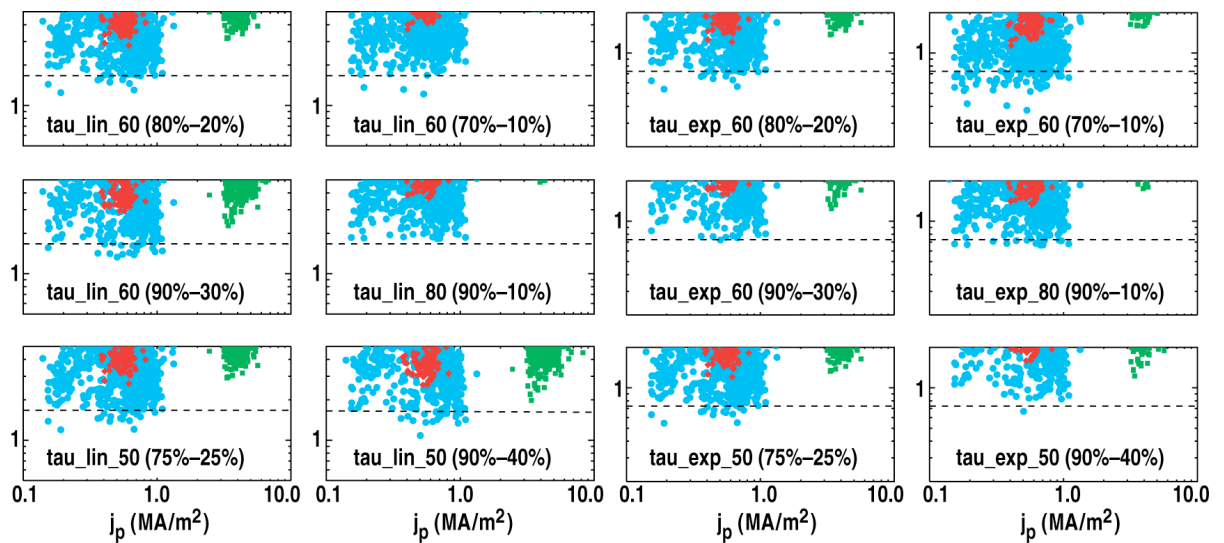 1 tau_lin_60 (80%–20%) tau_lin_60 (70%–10%) 1 tau_exp_60 (80%–20%) 1 tau_exp_60 (70%–10%)
1 tau_lin_60 (90%–30%) tau_lin_80 (90%–10%) 1 tau_exp_60 (90%–30%) 1 tau_exp_80 (90%–10%)
1 tau_lin_50 (75%–25%) 1 tau_lin_50 (90%–40%) 1 tau_exp_50 (75%–25%) 1 tau_exp_50 (90%–40%)
0.1 1.0 10.0 1.0 10.0 0.1 1.0 10.0 0.1 1.0 10.0
jp (MA/m²) jp (MA/m²) jp (MA/m²) jp (MA/m²)